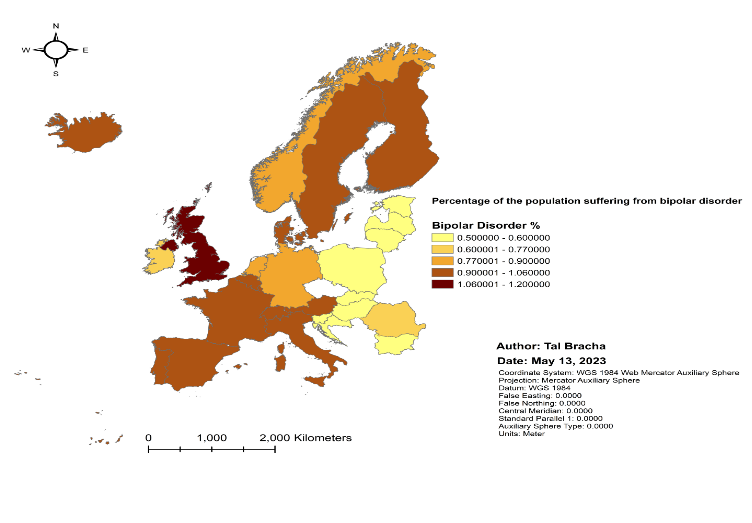 N
W E
S
Percentage of the population suffering from bipolar disorder
Bipolar Disorder %
0.500000 - 0.600000
0.600001 - 0.770000
0.770001 - 0.900000
0.900001 - 1.060000
1.060001 - 1.200000
Author: Tal Bracha
Date: May 13, 2023
Coordinate System: WGS 1984 Web Mercator Auxiliary Sphere
Projection: Mercator Auxiliary Sphere
Datum: WGS 1984
False Easting: 0.0000
False Northing: 0.0000
Central Meridian: 0.0000
Standard Parallel 1: 0.0000
Auxiliary Sphere Type: 0.0000
Units: Meter
0 1,000 2,000 Kilometers